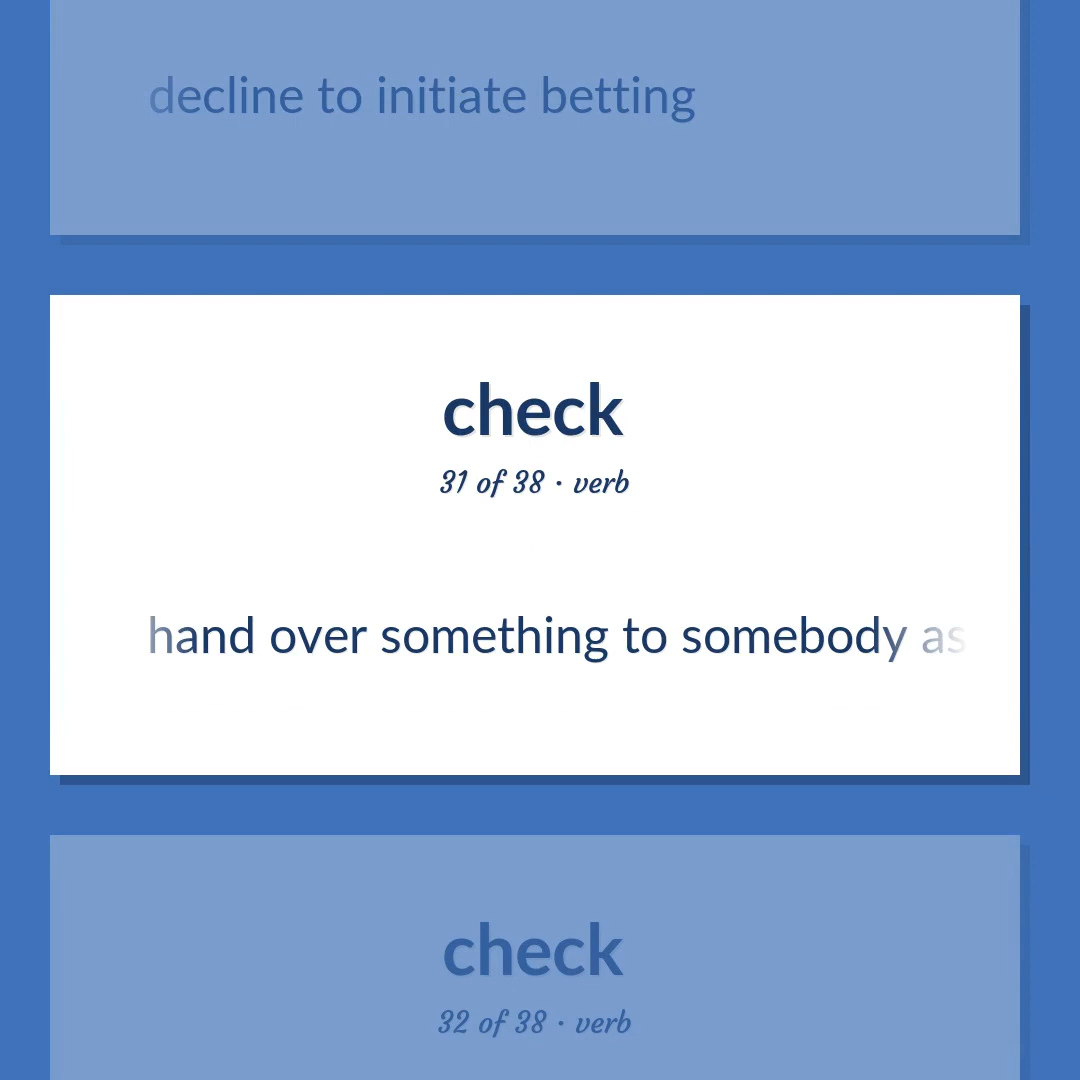 decline to initiate betting
check
31 of 38 · verb
hand over something to somebody as
check
32 of 38 · verb